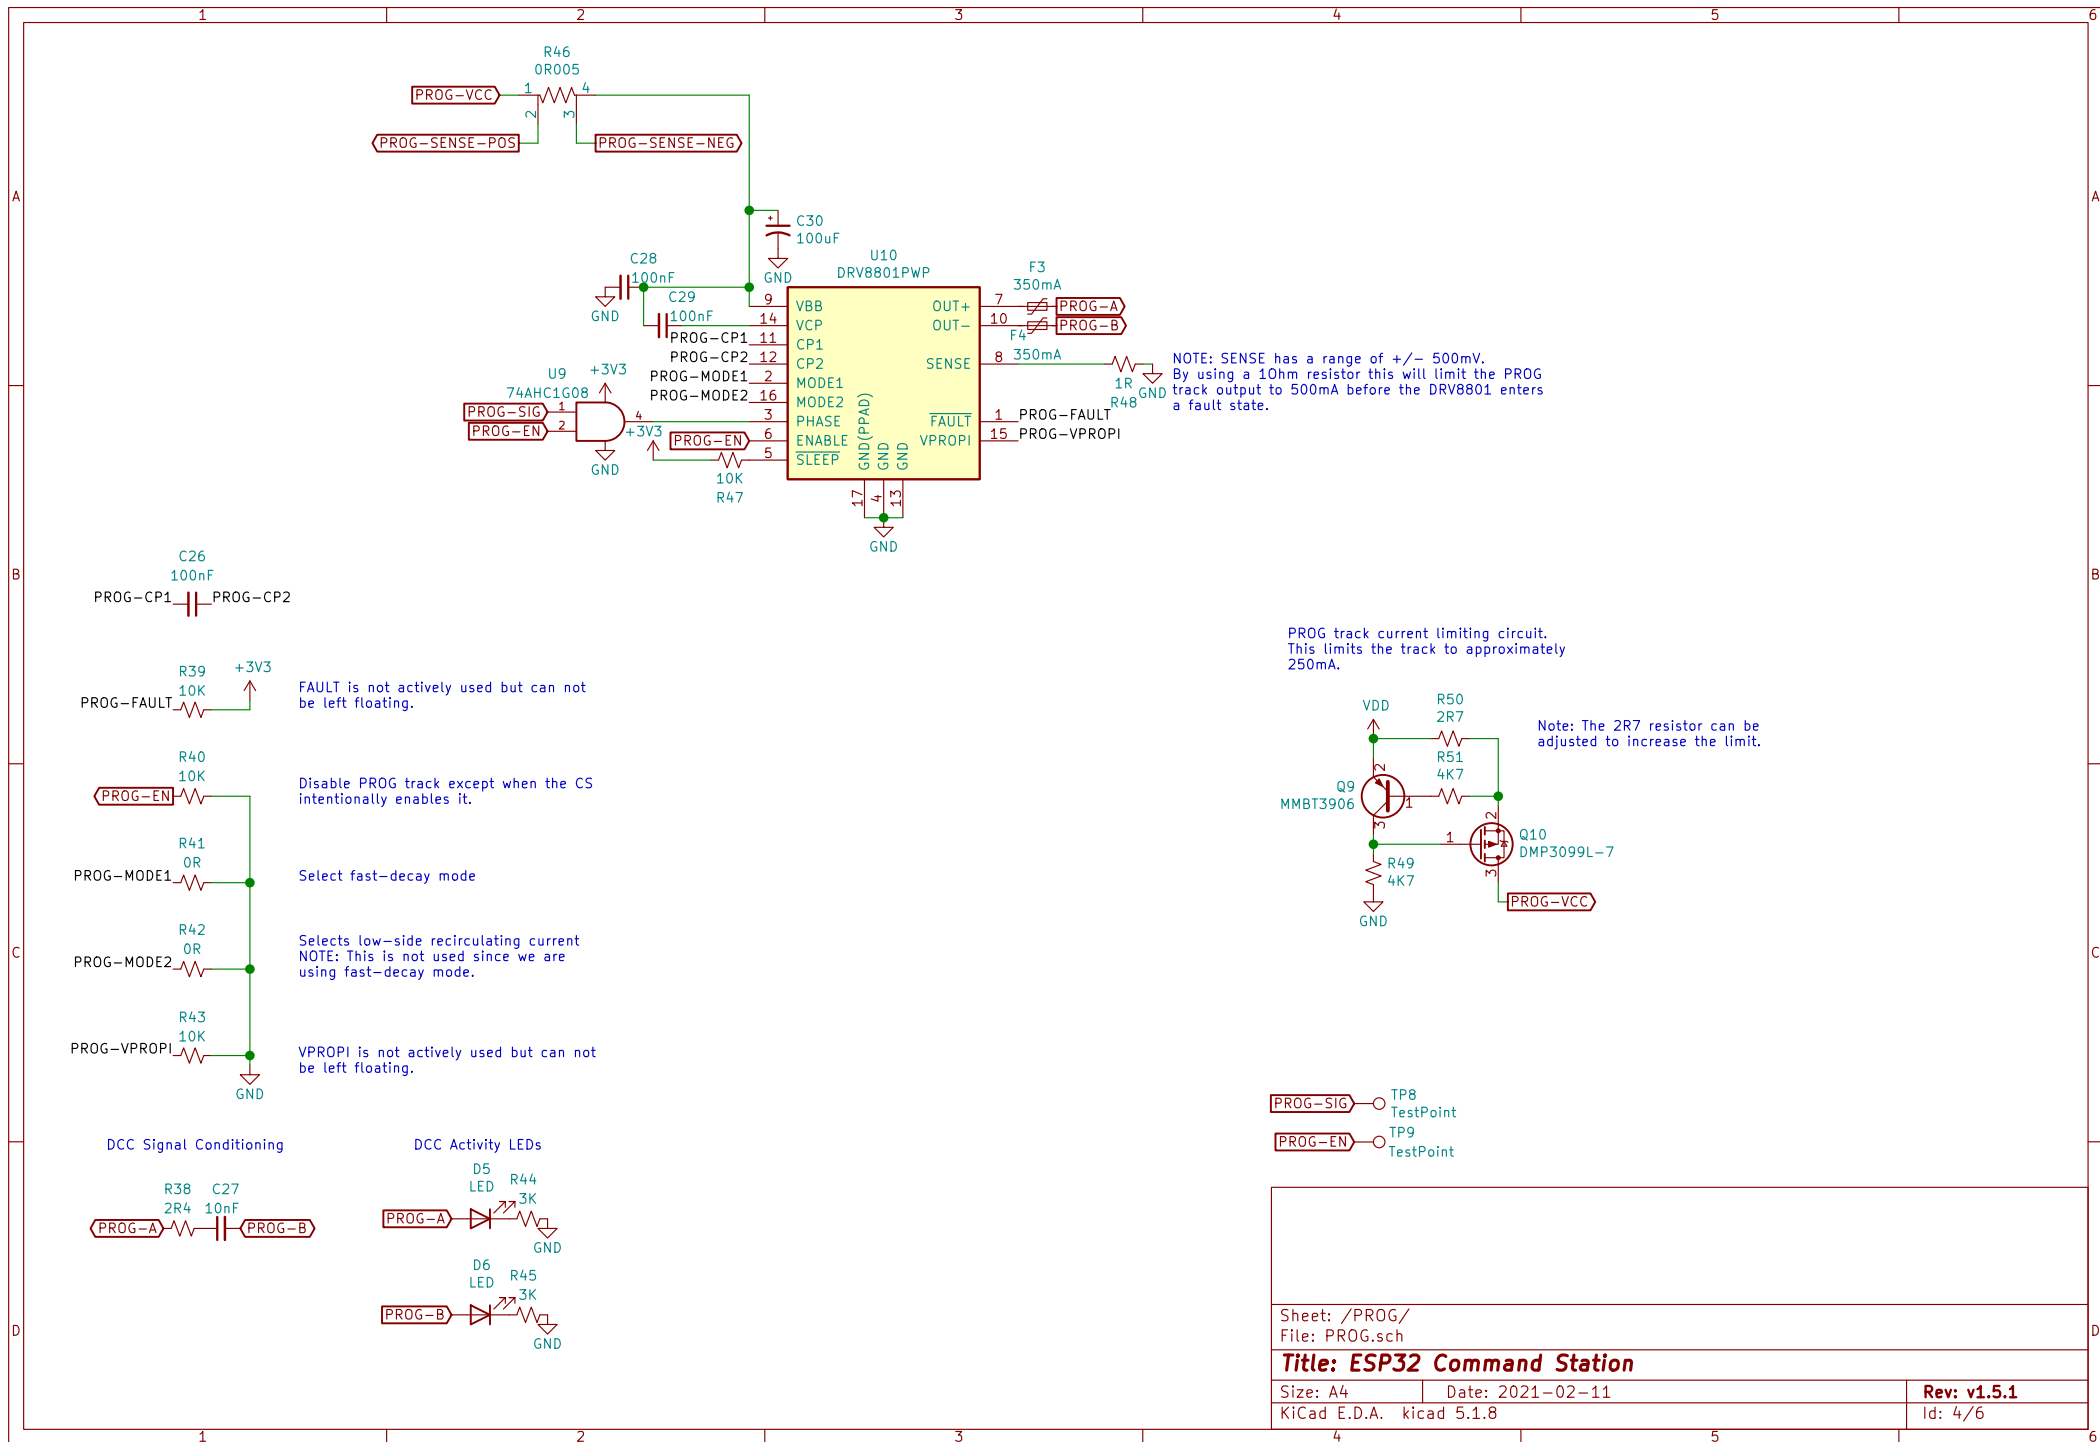 1 2 3 4 5 6
R46
0R005
PROG-VCC 1 4
2 3
PROG-SENSE-POS PROG-SENSE-NEG
A A
+ C30
100uF
GND
C28
100nF
GND
C29
100nF
U10
DRV8801PWP
9 VBB
14 VCP
PROG-CP1 11 CP1
PROG-CP2 12 CP2
PROG-MODE1 2 MODE1
PROG-MODE2 16 MODE2
3 PHASE
PROG-EN 6 ENABLE
5 SLEEP
OUT+ 7
OUT- 10
SENSE 8
FAULT 1 PROG-FAULT
VPROPI 15 PROG-VPROPI
GND(PPAD) GND GND
17 4 13
GND
F3
350mA
PROG-A
PROG-B
F4
350mA
1R GND
R48
NOTE: SENSE has a range of +/- 500mV.
By using a 1Ohm resistor this will limit the PROG
track output to 500mA before the DRV8801 enters
a fault state.
U9 +3V3
74AHC1G08
PROG-SIG 1
PROG-EN 2
4
GND
+3V3
10K
R47
B B
C26
100nF
PROG-CP1 PROG-CP2
R39 +3V3
10K
PROG-FAULT
FAULT is not actively used but can not
be left floating.
R40
10K
PROG-EN
Disable PROG track except when the CS
intentionally enables it.
R41
0R
PROG-MODE1
Select fast-decay mode
R42
0R
PROG-MODE2
Selects low-side recirculating current
NOTE: This is not used since we are
using fast-decay mode.
R43
10K
PROG-VPROPI
GND
VPROPI is not actively used but can not
be left floating.
PROG track current limiting circuit.
This limits the track to approximately
250mA.
VDD
R50
2R7
R51
4K7
Note: The 2R7 resistor can be
adjusted to increase the limit.
Q9
MMBT3906
2
1
3
2
1
3
Q10
DMP3099L-7
R49
4K7
GND
PROG-VCC
C C
PROG-SIG TP8
TestPoint
PROG-EN TP9
TestPoint
DCC Signal Conditioning
R38 C27
2R4 10nF
PROG-A PROG-B
DCC Activity LEDs
D5
LED
R44
3K
PROG-A
GND
D6
LED
R45
3K
PROG-B
GND
D D
Sheet: /PROG/
File: PROG.sch
Title: ESP32 Command Station
Size: A4 Date: 2021-02-11 Rev: v1.5.1
KiCad E.D.A. kicad 5.1.8 Id: 4/6
1 2 3 4 5 6